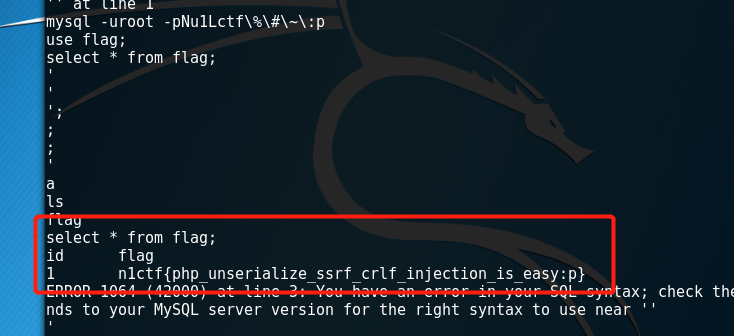 '' at line 1
mysql -uroot -pNu1Lctf\%\#\~\:p
use flag;
select * from flag;
'
'
';
;
;
'
a
ls
flag
select * from flag;
id flag
1 n1ctf{php_unserialize_ssrf_crlf_injection_is_easy:p}
ERROR 1064 (42000) at line 3: You have an error in your SQL syntax; check the
nds to your MySQL server version for the right syntax to use near ''
'